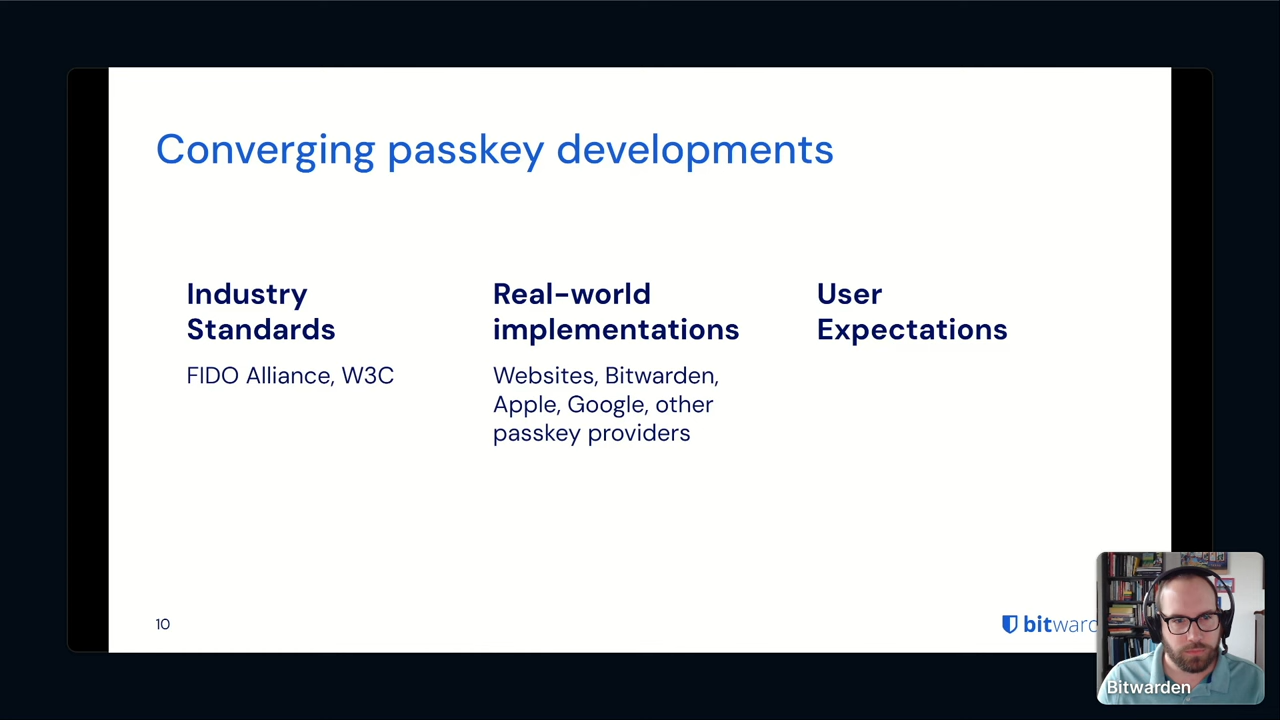 Converging passkey developments
Industry
Standards
FIDO Alliance, W3C
Real-world
implementations
Websites, Bitwarden,
Apple, Google, other
passkey providers
User
Expectations
10
bitward
Bitwarden